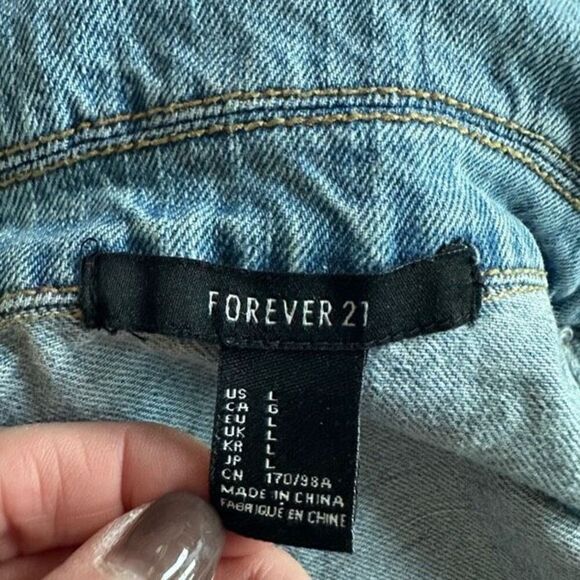 FOREVER 21
US L
CA G
EU L
UK L
KR L
JP L
CN 170/98A
MADE IN CHINA
FABRIQUÉ EN CHINE